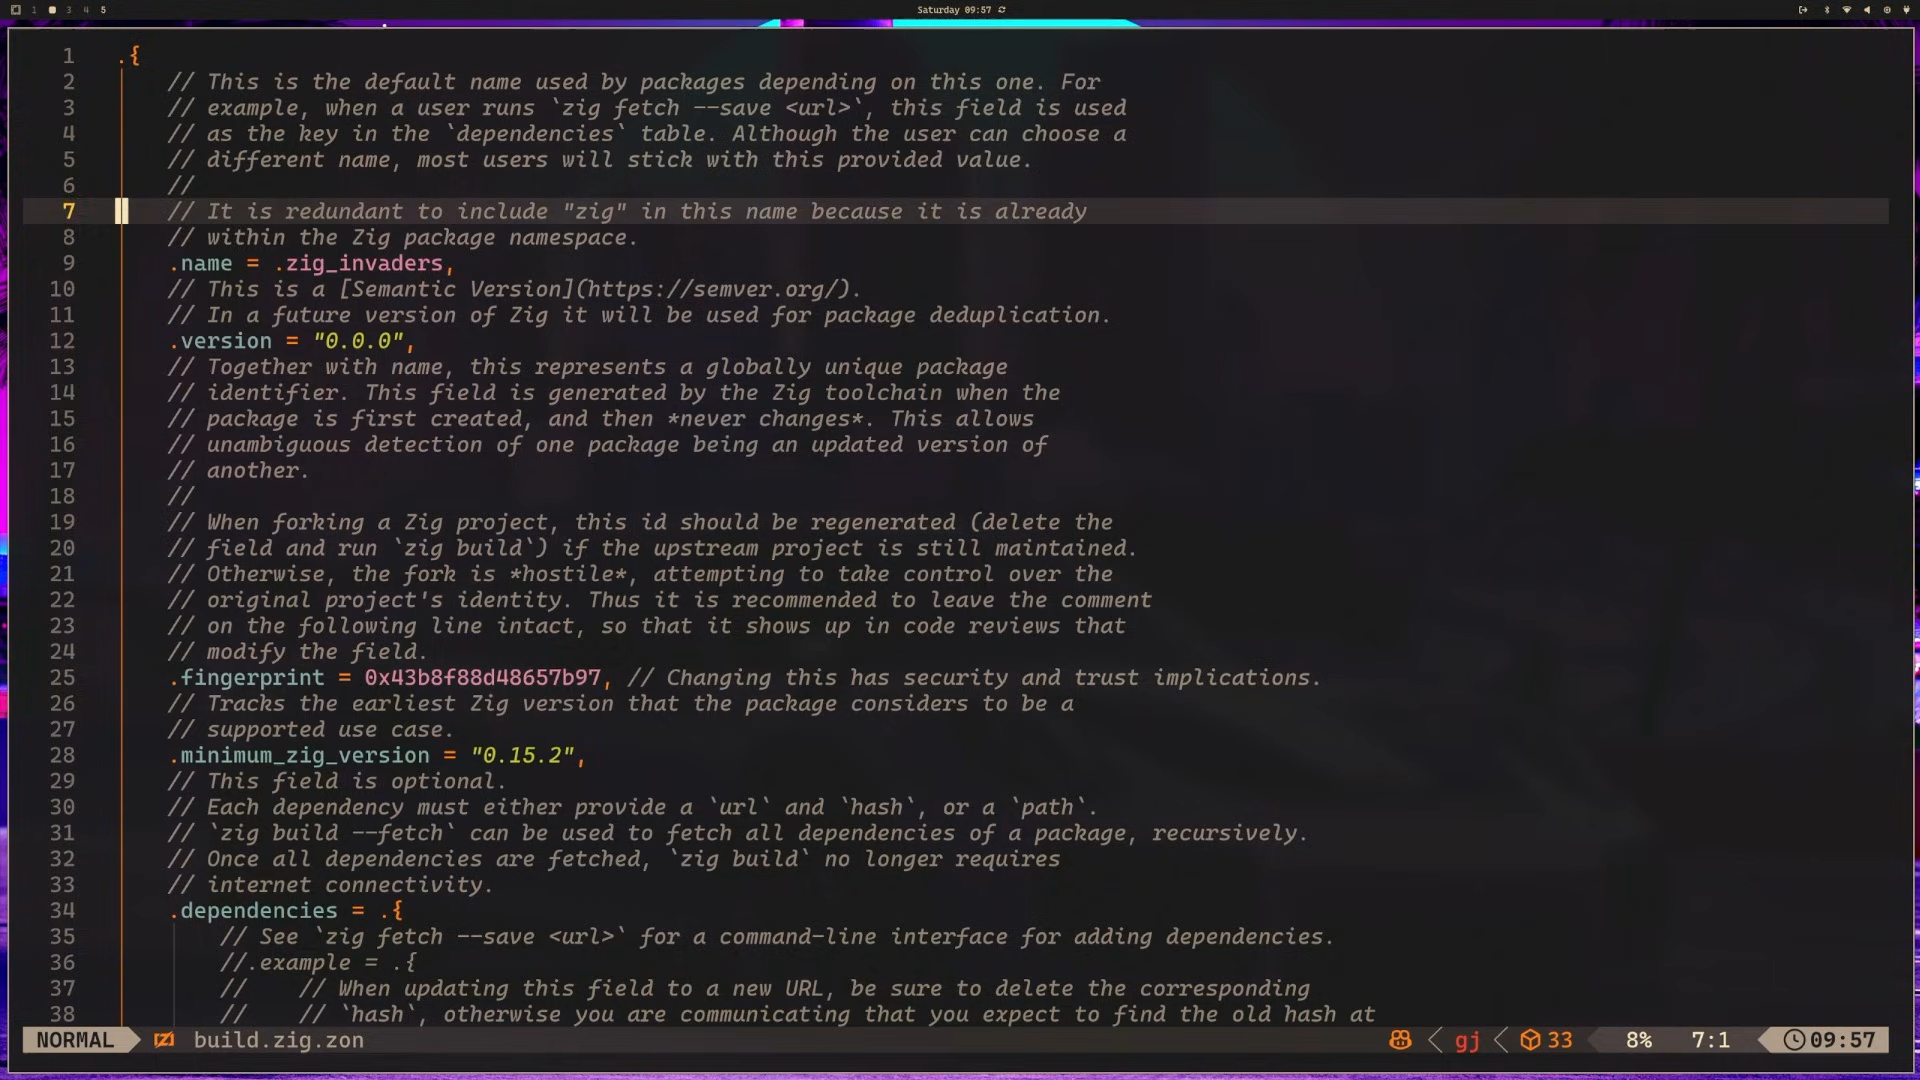 1 3 4 5 Saturday 09:57
1 .{
2 // This is the default name used by packages depending on this one. For
3 // example, when a user runs `zig fetch --save <url>`, this field is used
4 // as the key in the `dependencies` table. Although the user can choose a
5 // different name, most users will stick with this provided value.
6 //
7 // It is redundant to include "zig" in this name because it is already
8 // within the Zig package namespace.
9 .name = .zig_invaders,
10 // This is a [Semantic Version](https://semver.org/).
11 // In a future version of Zig it will be used for package deduplication.
12 .version = "0.0.0",
13 // Together with name, this represents a globally unique package
14 // identifier. This field is generated by the Zig toolchain when the
15 // package is first created, and then *never changes*. This allows
16 // unambiguous detection of one package being an updated version of
17 // another.
18 //
19 // When forking a Zig project, this id should be regenerated (delete the
20 // field and run `zig build`) if the upstream project is still maintained.
21 // Otherwise, the fork is *hostile*, attempting to take control over the
22 // original project's identity. Thus it is recommended to leave the comment
23 // on the following line intact, so that it shows up in code reviews that
24 // modify the field.
25 .fingerprint = 0x43b8f88d48657b97, // Changing this has security and trust implications.
26 // Tracks the earliest Zig version that the package considers to be a
27 // supported use case.
28 .minimum_zig_version = "0.15.2",
29 // This field is optional.
30 // Each dependency must either provide a `url` and `hash`, or a `path`.
31 // `zig build --fetch` can be used to fetch all dependencies of a package, recursively.
32 // Once all dependencies are fetched, `zig build` no longer requires
33 // internet connectivity.
34 .dependencies = .{
35 // See `zig fetch --save <url>` for a command-line interface for adding dependencies.
36 //.example = .{
37 // // When updating this field to a new URL, be sure to delete the corresponding
38 // // `hash`, otherwise you are communicating that you expect to find the old hash at
NORMAL build.zig.zon gj 33 8% 7:1 09:57